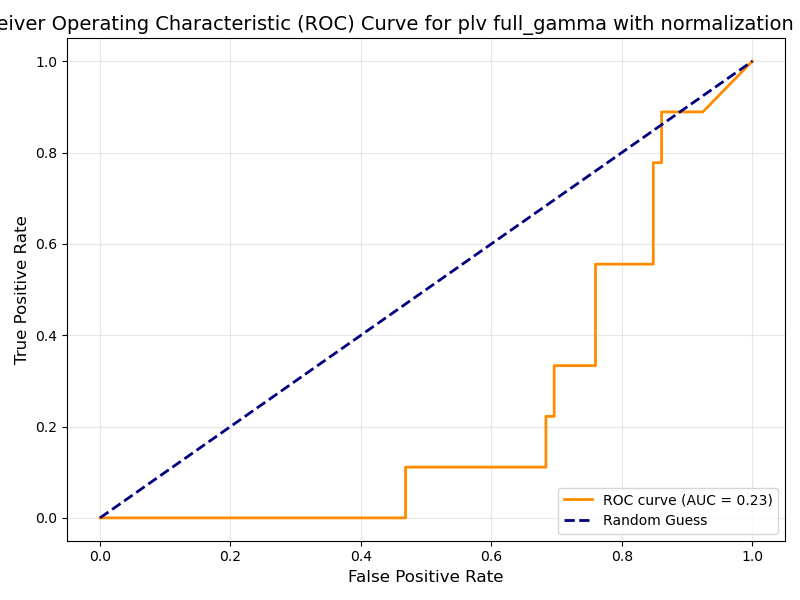 eiver Operating Characteristic (ROC) Curve for plv full_gamma with normalization
1.0
0.8
0.6
0.4
0.2
0.0
True Positive Rate
0.0 0.2 0.4 0.6 0.8 1.0
False Positive Rate
ROC curve (AUC = 0.23)
Random Guess